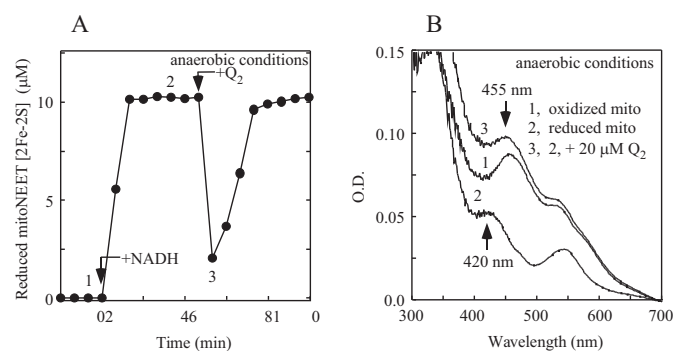 A
anaerobic conditions
+Q2
2
1
+NADH
3
Reduced mitoNEET [2Fe-2S] (μM)
15
10
5
0
02
46
81
0
Time (min)
B
anaerobic conditions
455 nm
1, oxidized mito
2, reduced mito
3, 2, + 20 μM Q2
3
1
2
420 nm
O.D.
0.15
0.10
0.05
0.00
300
400
500
600
700
Wavelength (nm)